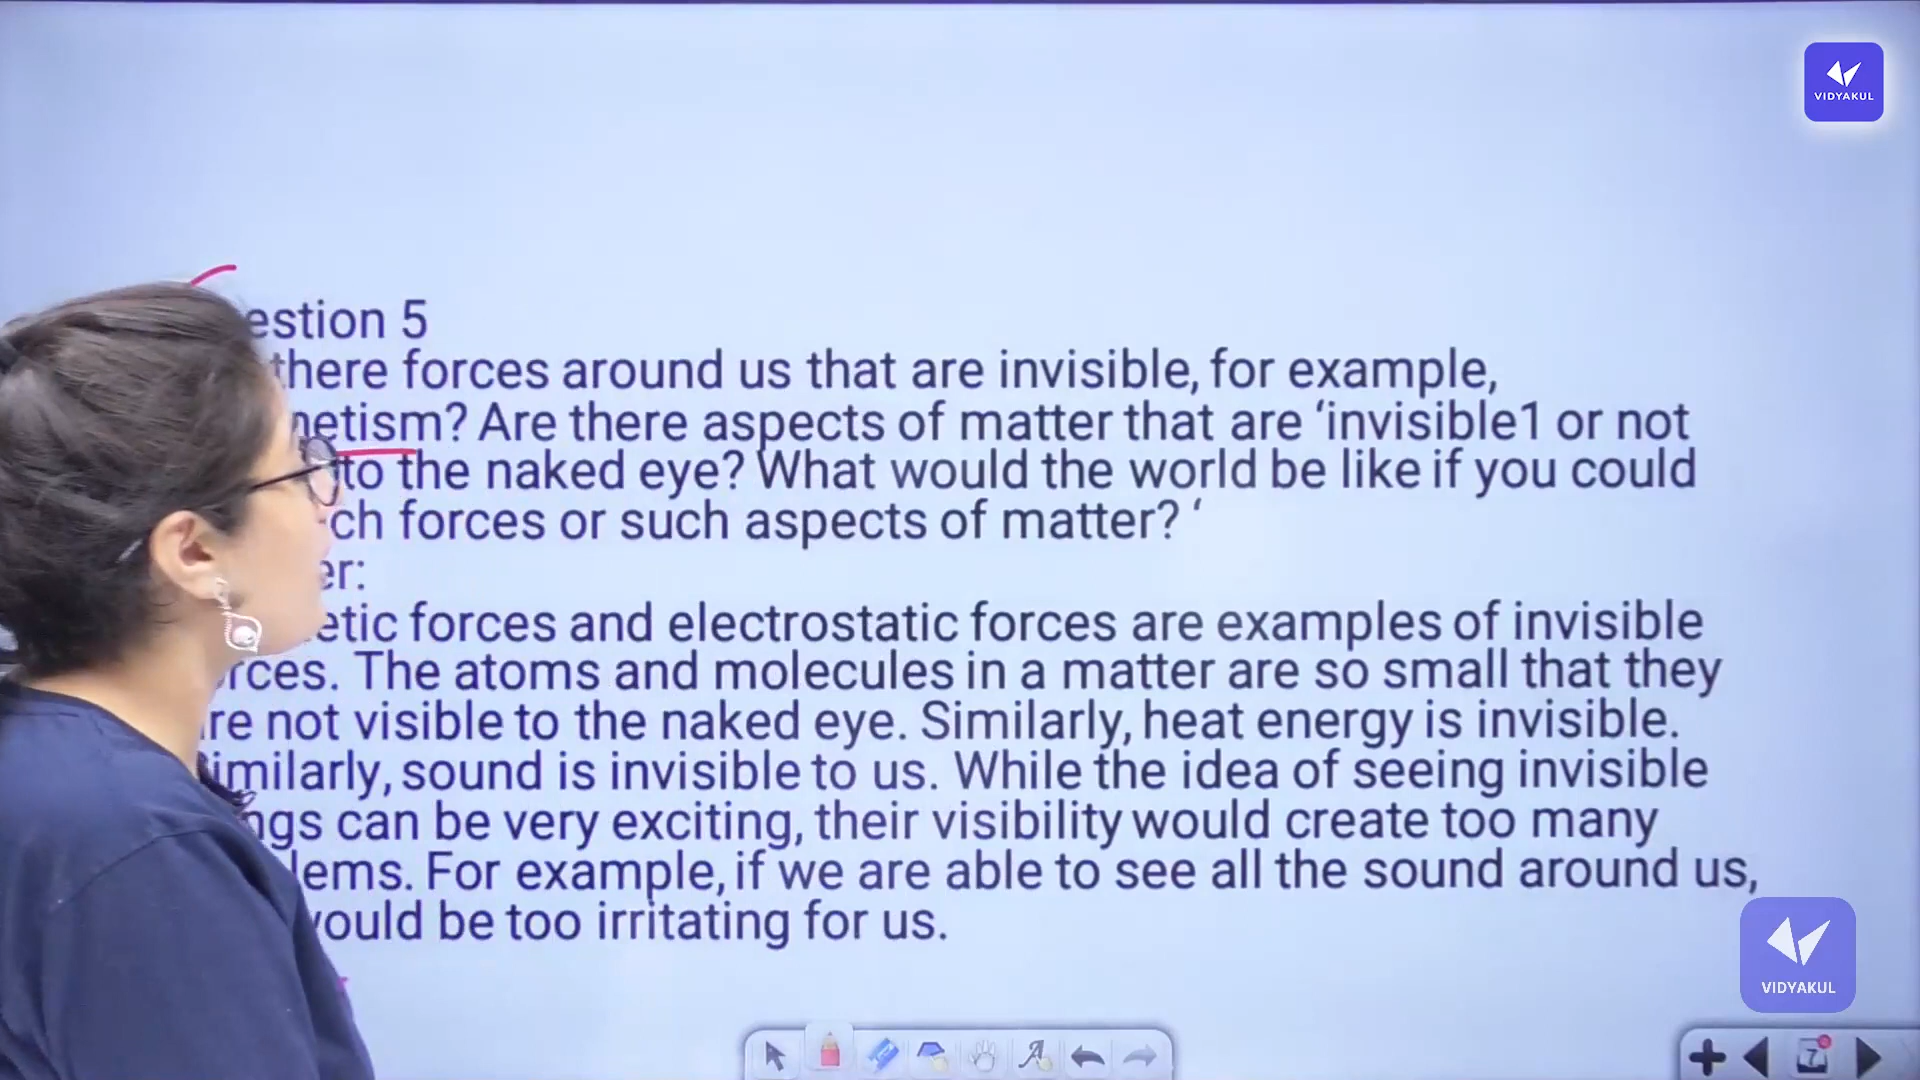 VIDYAKUL
estion 5
there forces around us that are invisible, for example,
netism? Are there aspects of matter that are ‘invisible1 or not
to the naked eye? What would the world be like if you could
ch forces or such aspects of matter? ‘
er:
etic forces and electrostatic forces are examples of invisible
rces. The atoms and molecules in a matter are so small that they
re not visible to the naked eye. Similarly, heat energy is invisible.
imilarly, sound is invisible to us. While the idea of seeing invisible
ngs can be very exciting, their visibility would create too many
lems. For example, if we are able to see all the sound around us,
would be too irritating for us.
VIDYAKUL
7